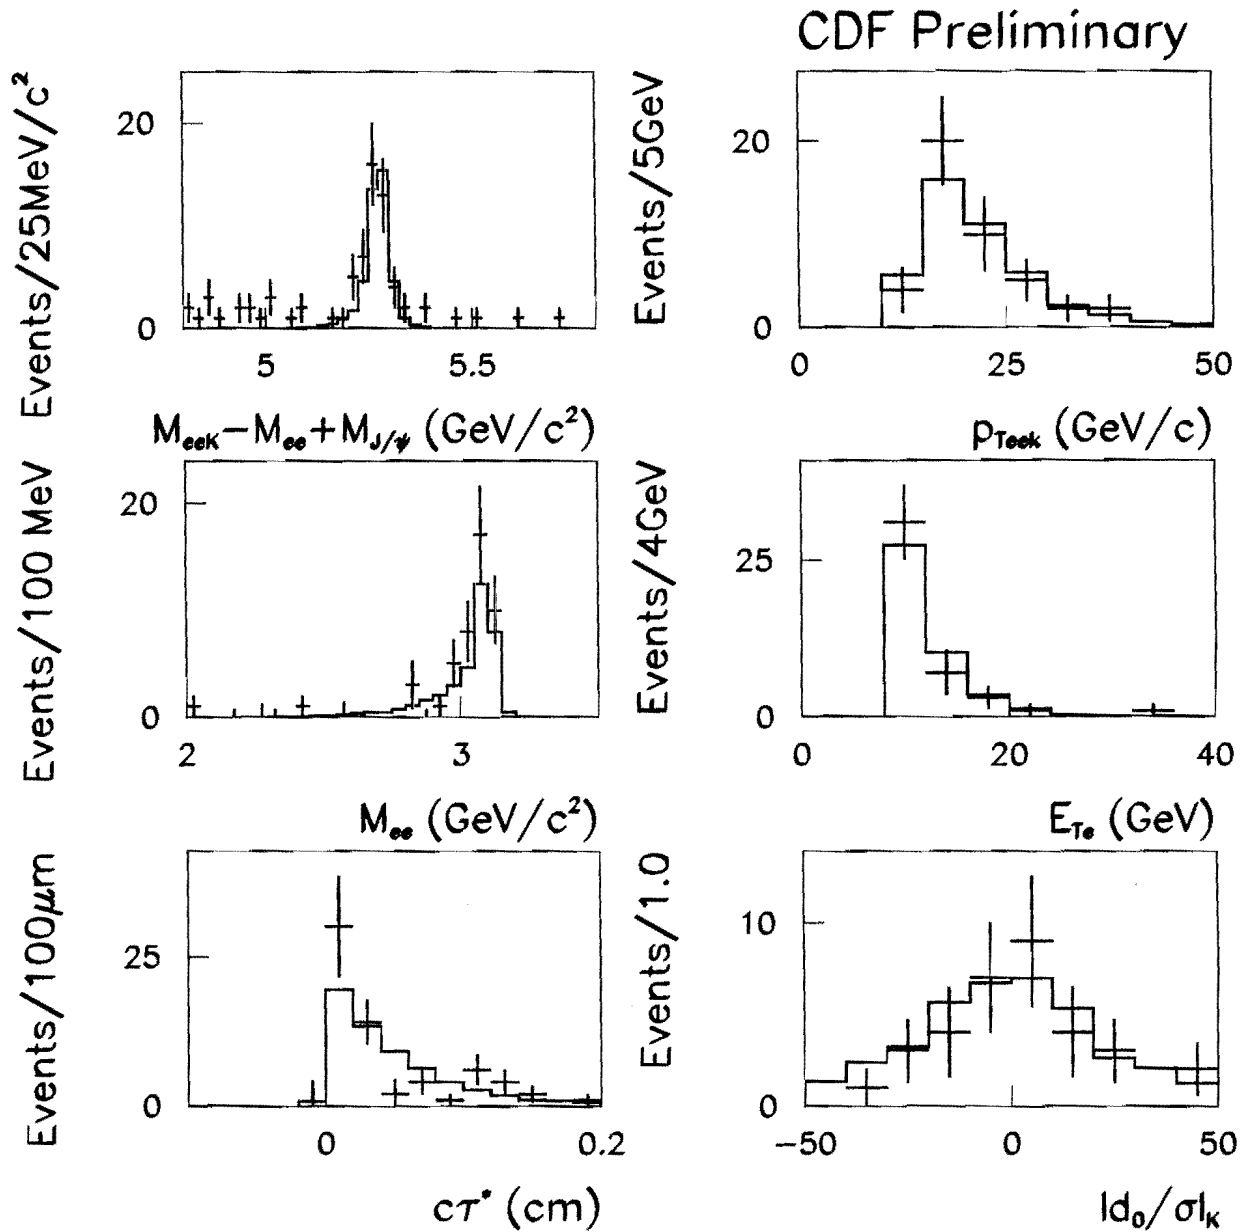 CDF Preliminary
Events/25MeV/c²
20
0
5
5.5
M_eeK−M_ee+M_J/ψ (GeV/c²)
Events/5GeV
20
0
0
25
50
p_Teek (GeV/c)
Events/100 MeV
20
0
2
3
M_ee (GeV/c²)
Events/4GeV
25
0
0
20
40
E_Te (GeV)
Events/100μm
25
0
0
0.2
cτ* (cm)
Events/1.0
10
0
−50
0
50
|d₀/σ|_K